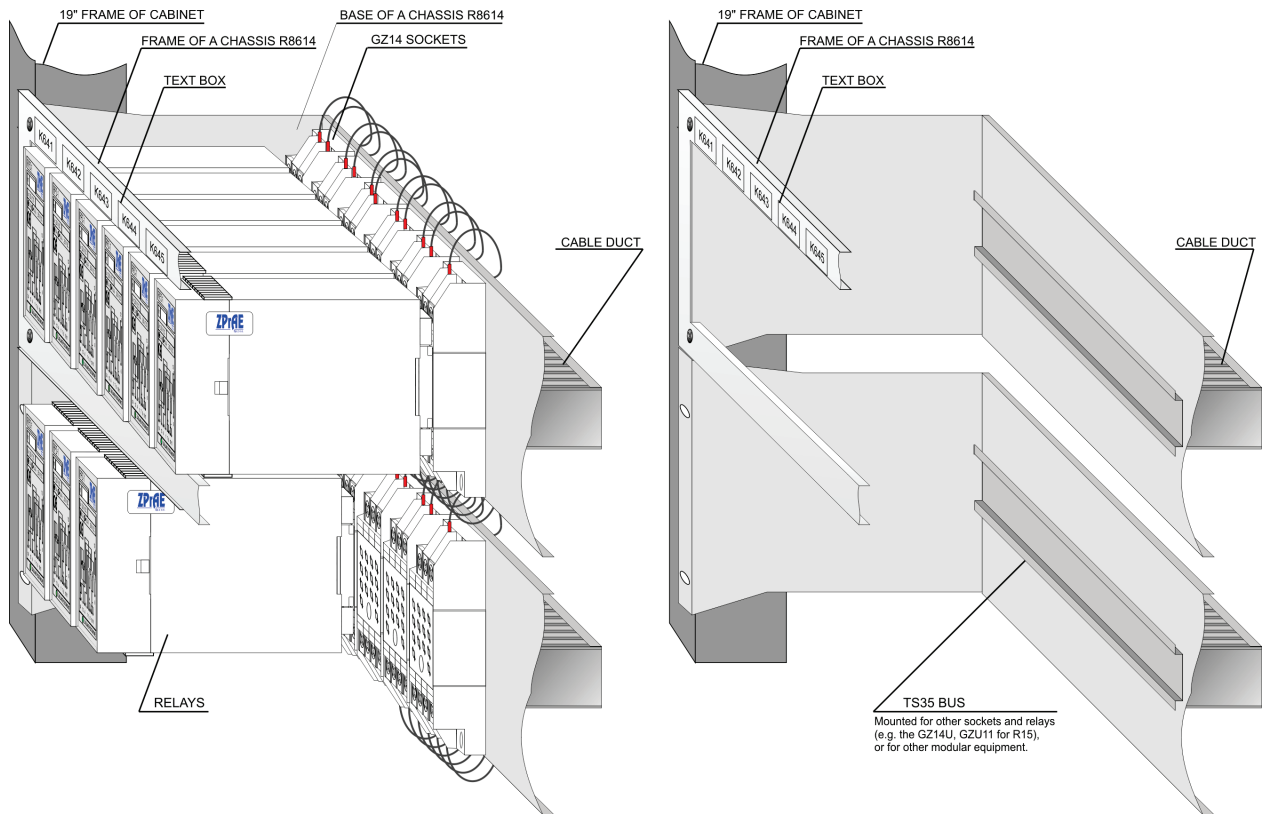 19" FRAME OF CABINET
BASE OF A CHASSIS R8614
FRAME OF A CHASSIS R8614
GZ14 SOCKETS
TEXT BOX
K641
K642
K643
K644
K645
CABLE DUCT
ZPrAE
ZPrAE
RELAYS
19" FRAME OF CABINET
FRAME OF A CHASSIS R8614
TEXT BOX
K641
K642
K643
K644
K645
CABLE DUCT
TS35 BUS
Mounted for other sockets and relays
(e.g. the GZ14U, GZU11 for R15),
or for other modular equipment.